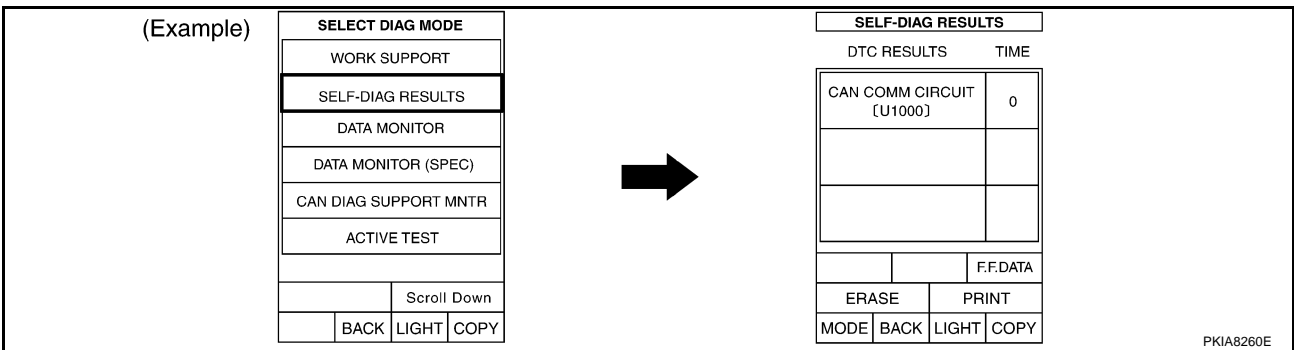 (Example)
SELECT DIAG MODE
WORK SUPPORT
SELF-DIAG RESULTS
DATA MONITOR
DATA MONITOR (SPEC)
CAN DIAG SUPPORT MNTR
ACTIVE TEST
Scroll Down
BACK LIGHT COPY
SELF-DIAG RESULTS
DTC RESULTS TIME
CAN COMM CIRCUIT 0
〔U1000〕
F.F.DATA
ERASE PRINT
MODE BACK LIGHT COPY
PKIA8260E